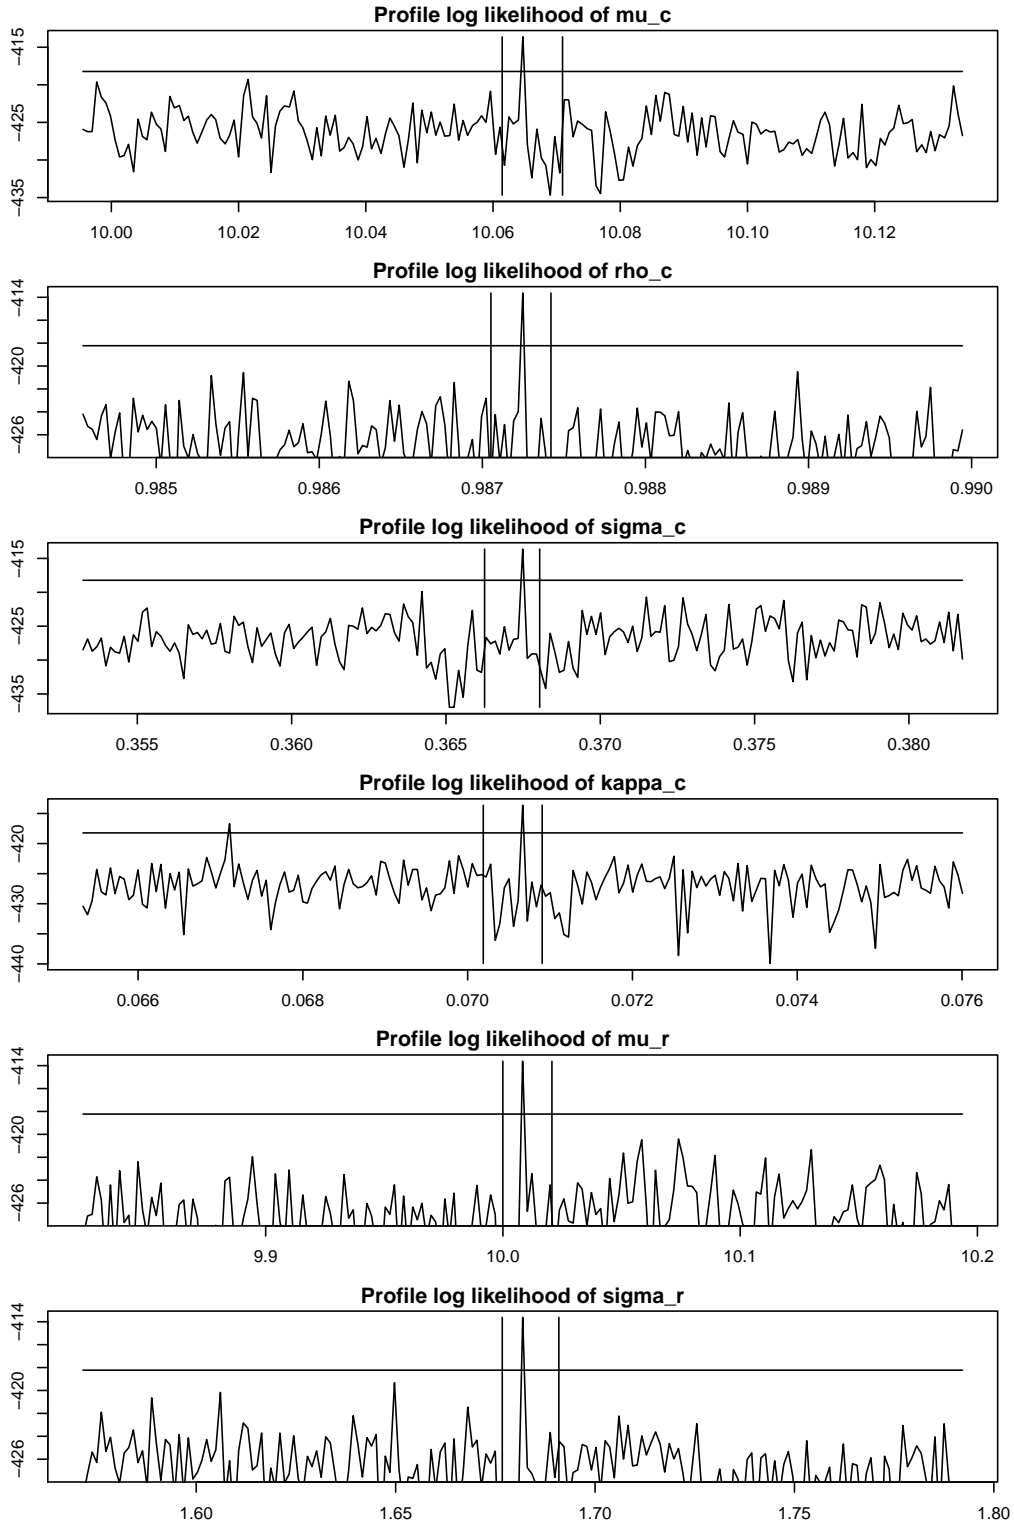 Profile log likelihood of mu_c
−415
−425
−435
10.00 10.02 10.04 10.06 10.08 10.10 10.12
Profile log likelihood of rho_c
−414
−420
−426
0.985 0.986 0.987 0.988 0.989 0.990
Profile log likelihood of sigma_c
−415
−425
−435
0.355 0.360 0.365 0.370 0.375 0.380
Profile log likelihood of kappa_c
−420
−430
−440
0.066 0.068 0.070 0.072 0.074 0.076
Profile log likelihood of mu_r
−414
−420
−426
9.9 10.0 10.1 10.2
Profile log likelihood of sigma_r
−414
−420
−426
1.60 1.65 1.70 1.75 1.80